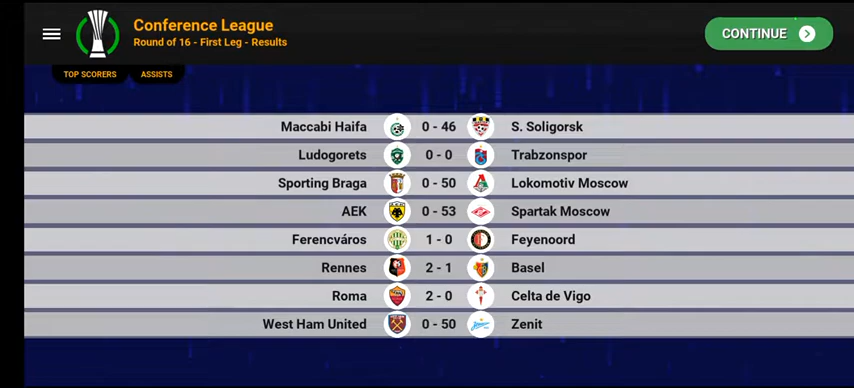 Conference League
Round of 16 - First Leg - Results
CONTINUE
TOP SCORERS ASSISTS
Maccabi Haifa 0 - 46 S. Soligorsk
Ludogorets 0 - 0 Trabzonspor
Sporting Braga 0 - 50 Lokomotiv Moscow
AEK 0 - 53 Spartak Moscow
Ferencváros 1 - 0 Feyenoord
Rennes 2 - 1 Basel
Roma 2 - 0 Celta de Vigo
West Ham United 0 - 50 Zenit